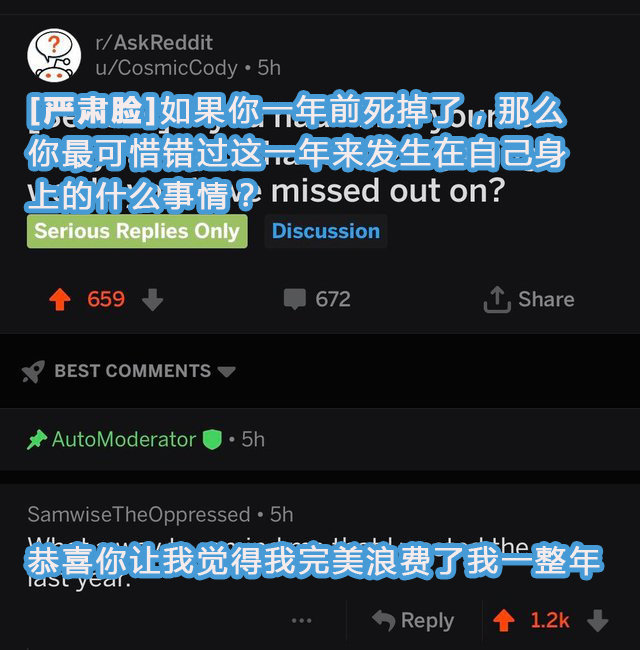 r/AskReddit
u/CosmicCody • 5h
[严肃脸]如果你一年前死掉了，那么
你最可惜错过这一年来发生在自己身
上的什么事情？
missed out on?
Serious Replies Only Discussion
659 672 Share
BEST COMMENTS
AutoModerator • 5h
SamwiseTheOppressed • 5h
恭喜你让我觉得我完美浪费了我一整年
last year.
... Reply 1.2k